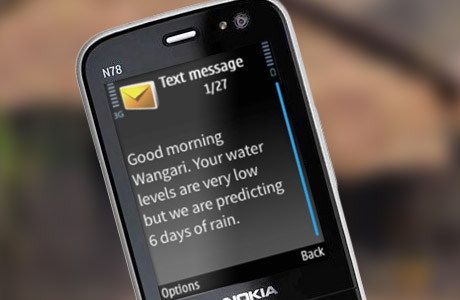 N78
Text message
1/27
3G
Good morning
Wangari. Your water
levels are very low
but we are predicting
6 days of rain.
Options
Back
NOKIA